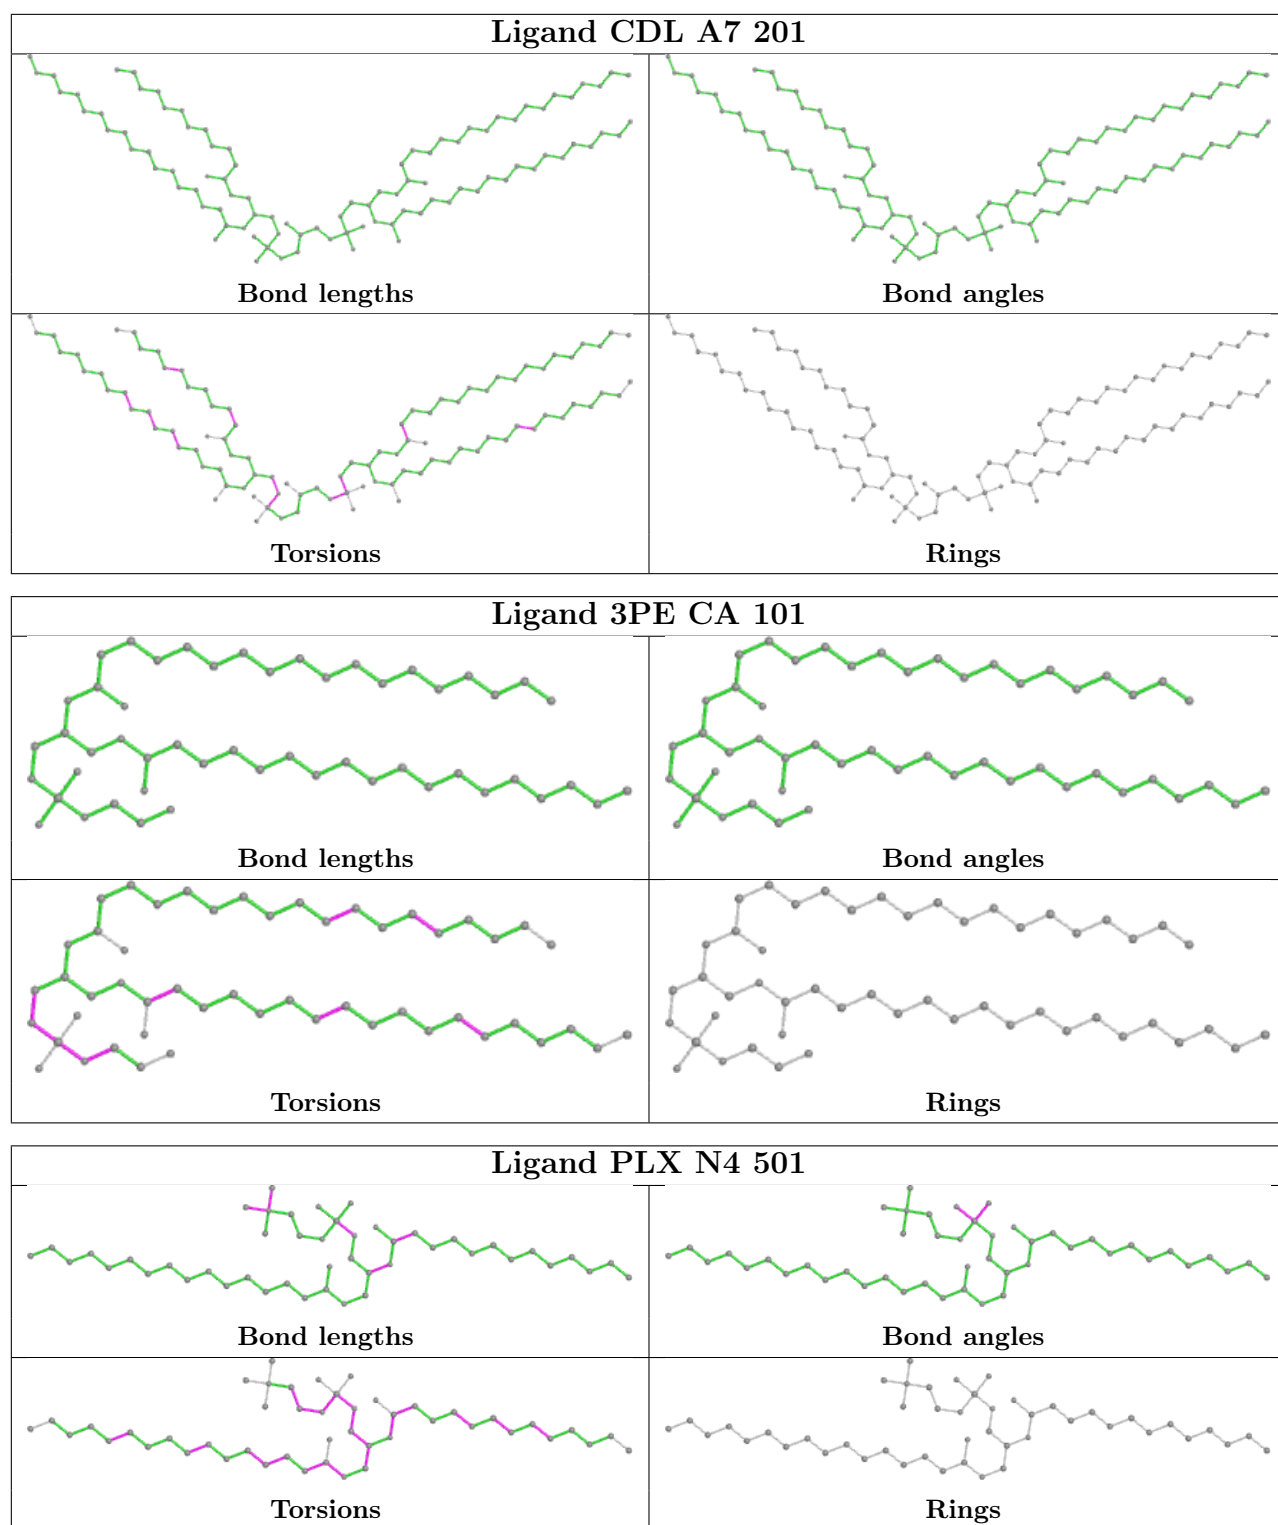 Ligand CDL A7 201
Bond lengths
Bond angles
Torsions
Rings
Ligand 3PE CA 101
Bond lengths
Bond angles
Torsions
Rings
Ligand PLX N4 501
Bond lengths
Bond angles
Torsions
Rings